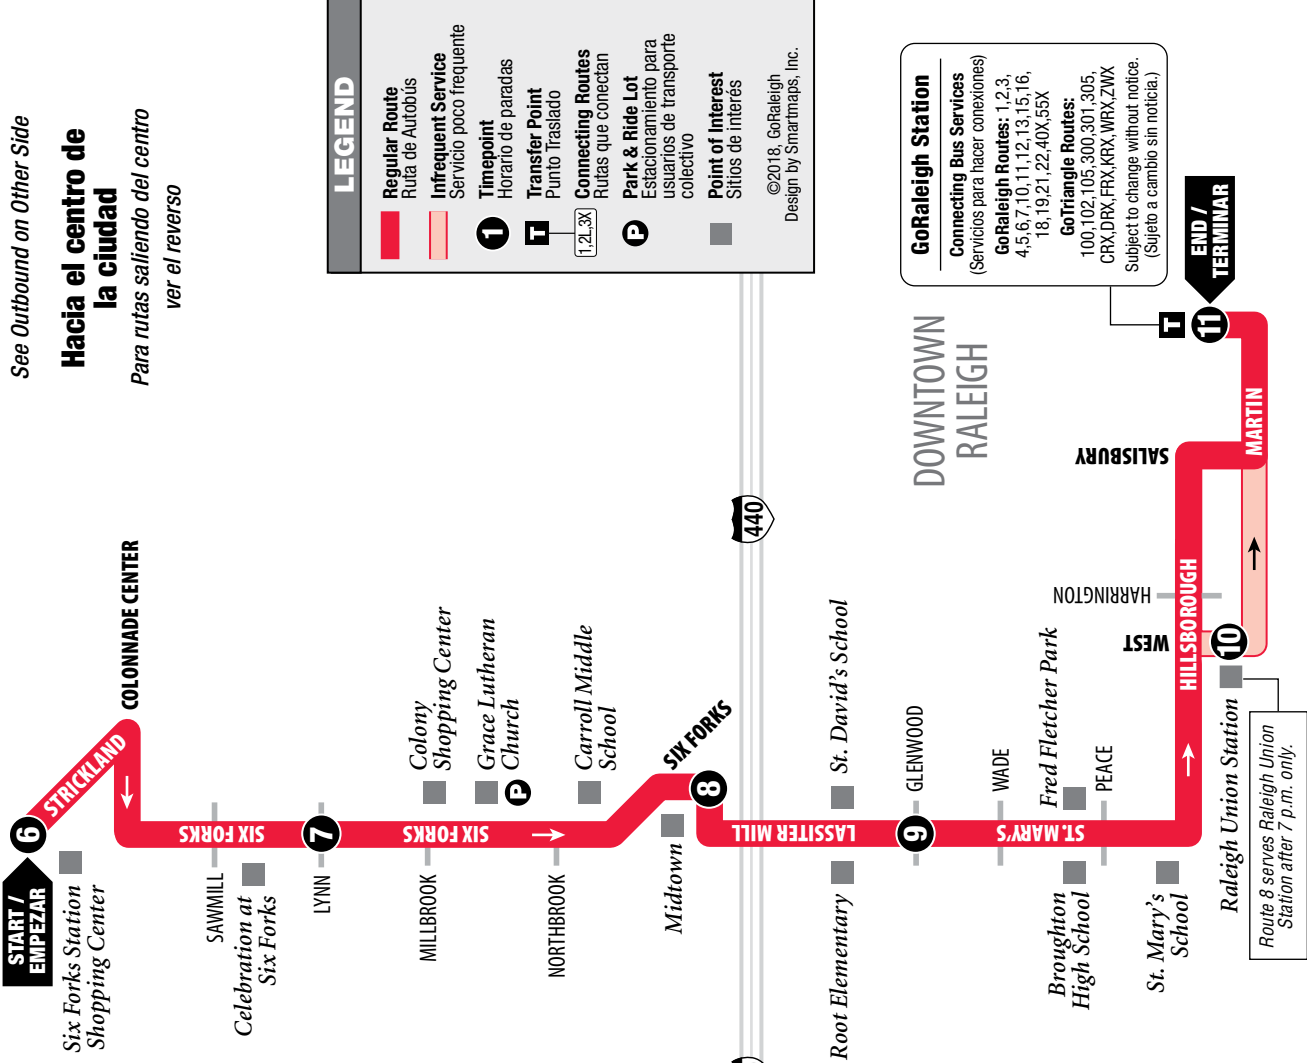 See Outbound on Other Side
Hacia el centro de
la ciudad
Para rutas saliendo del centro
ver el reverso
LEGEND
Regular Route
Ruta de Autobús
Infrequent Service
Servicio poco frequente
1
Timepoint
Horario de paradas
T
Transfer Point
Punto Traslado
1,2L,3X
Connecting Routes
Rutas que conectan
P
Park & Ride Lot
Estacionamiento para
usuarios de transporte
colectivo
Point of Interest
Sitios de interés
©2018, GoRaleigh
Design by Smartmaps, Inc.
START /
EMPEZAR
6
Six Forks Station
Shopping Center
STRICKLAND
COLONNADE CENTER
SIX FORKS
SAWMILL
Celebration at
Six Forks
LYNN
7
SIX FORKS
MILLBROOK
Colony
Shopping Center
Grace Lutheran
Church
P
NORTHBROOK
Carroll Middle
School
SIX FORKS
8
Midtown
440
LASSITER MILL
Root Elementary
St. David's School
9
GLENWOOD
WADE
ST. MARY'S
Fred Fletcher Park
Broughton
High School
PEACE
St. Mary's
School
HILLSBOROUGH
WEST
HARRINGTON
10
Raleigh Union Station
Route 8 serves Raleigh Union
Station after 7 p.m. only.
SALISBURY
MARTIN
DOWNTOWN
RALEIGH
T
11
END /
TERMINAR
GoRaleigh Station
Connecting Bus Services
(Servicios para hacer conexiones)
GoRaleigh Routes: 1,2,3,
4,5,6,7,10,11,12,13,15,16,
18,19,21,22,40X,55X
GoTriangle Routes:
100,102,105,300,301,305,
CRX,DRX,FRX,KRX,WRX,ZWX
Subject to change without notice.
(Sujeto a cambio sin noticia.)